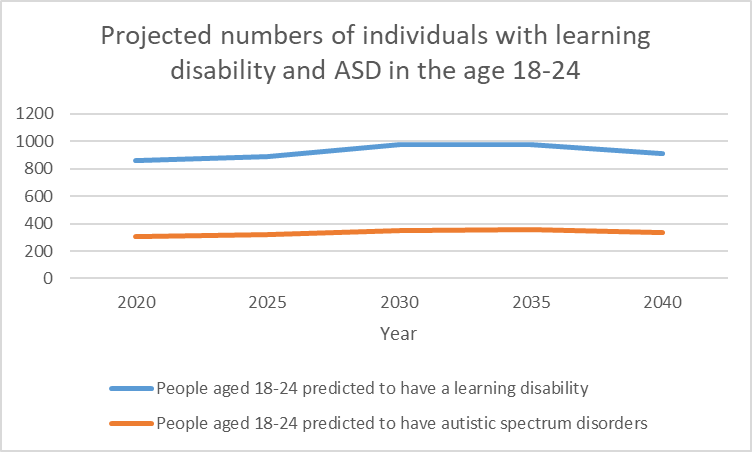 Projected numbers of individuals with learning
disability and ASD in the age 18-24
1200
1000
800
600
400
200
0
2020 2025 2030 2035 2040
Year
People aged 18-24 predicted to have a learning disability
People aged 18-24 predicted to have autistic spectrum disorders